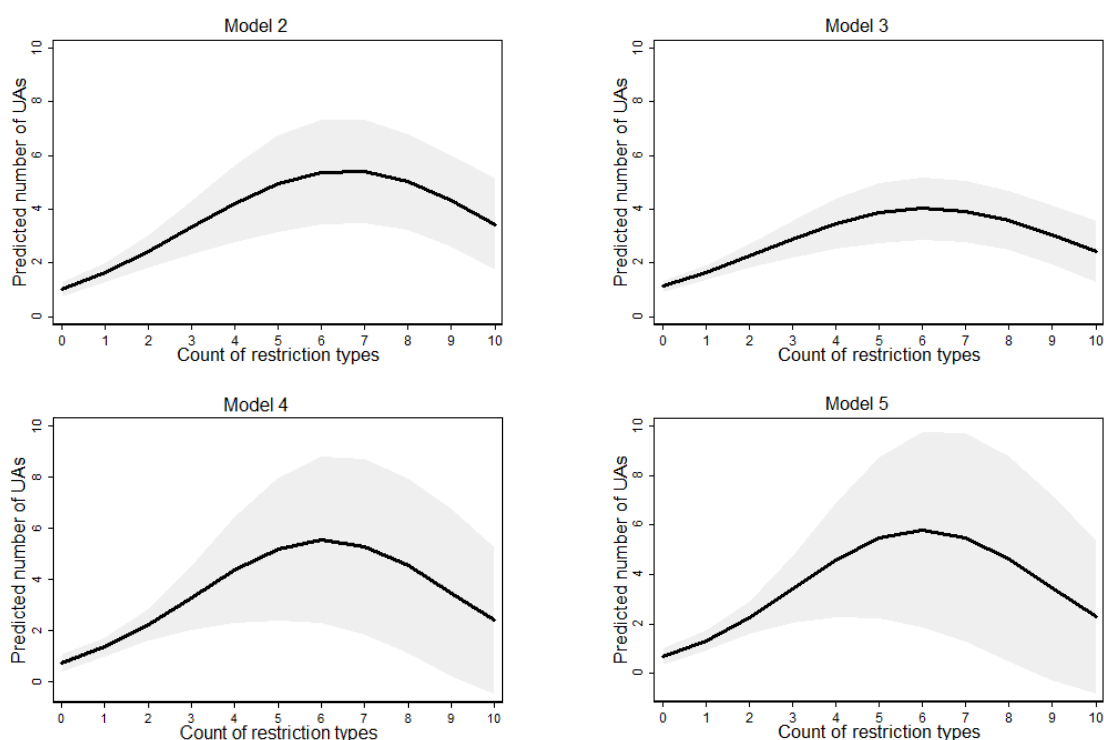 Model 2
Predicted number of UAs
0 2 4 6 8 10
0 1 2 3 4 5 6 7 8 9 10
Count of restriction types
Model 3
Predicted number of UAs
0 2 4 6 8 10
0 1 2 3 4 5 6 7 8 9 10
Count of restriction types
Model 4
Predicted number of UAs
0 2 4 6 8 10
0 1 2 3 4 5 6 7 8 9 10
Count of restriction types
Model 5
Predicted number of UAs
0 2 4 6 8 10
0 1 2 3 4 5 6 7 8 9 10
Count of restriction types